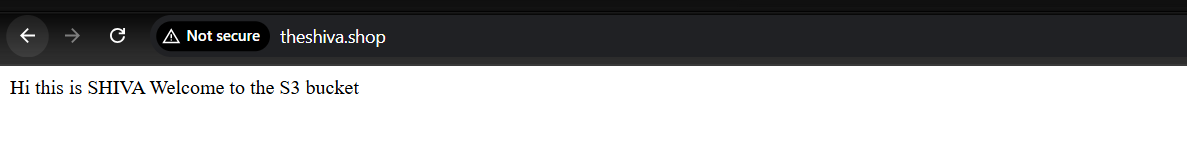 Not secure theshiva.shop
Hi this is SHIVA Welcome to the S3 bucket